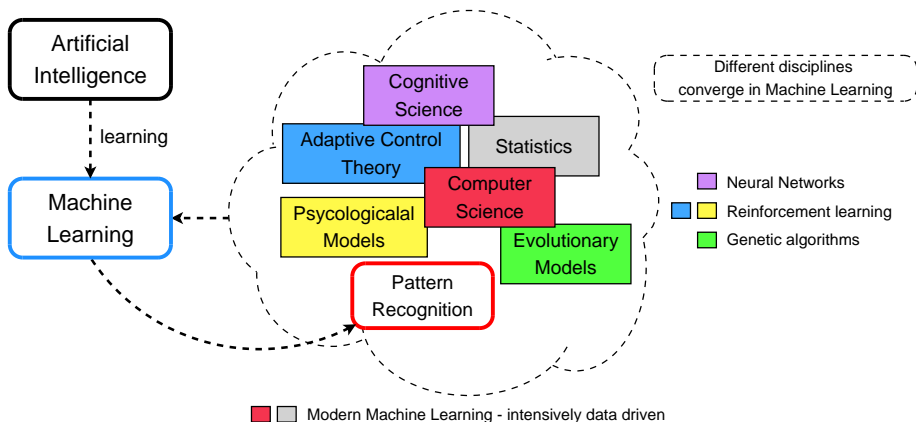 Artificial
Intelligence
learning
Machine
Learning
Cognitive
Science
Adaptive Control
Theory
Statistics
Computer
Science
Psycologicalal
Models
Evolutionary
Models
Pattern
Recognition
Different disciplines
converge in Machine Learning
Neural Networks
Reinforcement learning
Genetic algorithms
Modern Machine Learning - intensively data driven